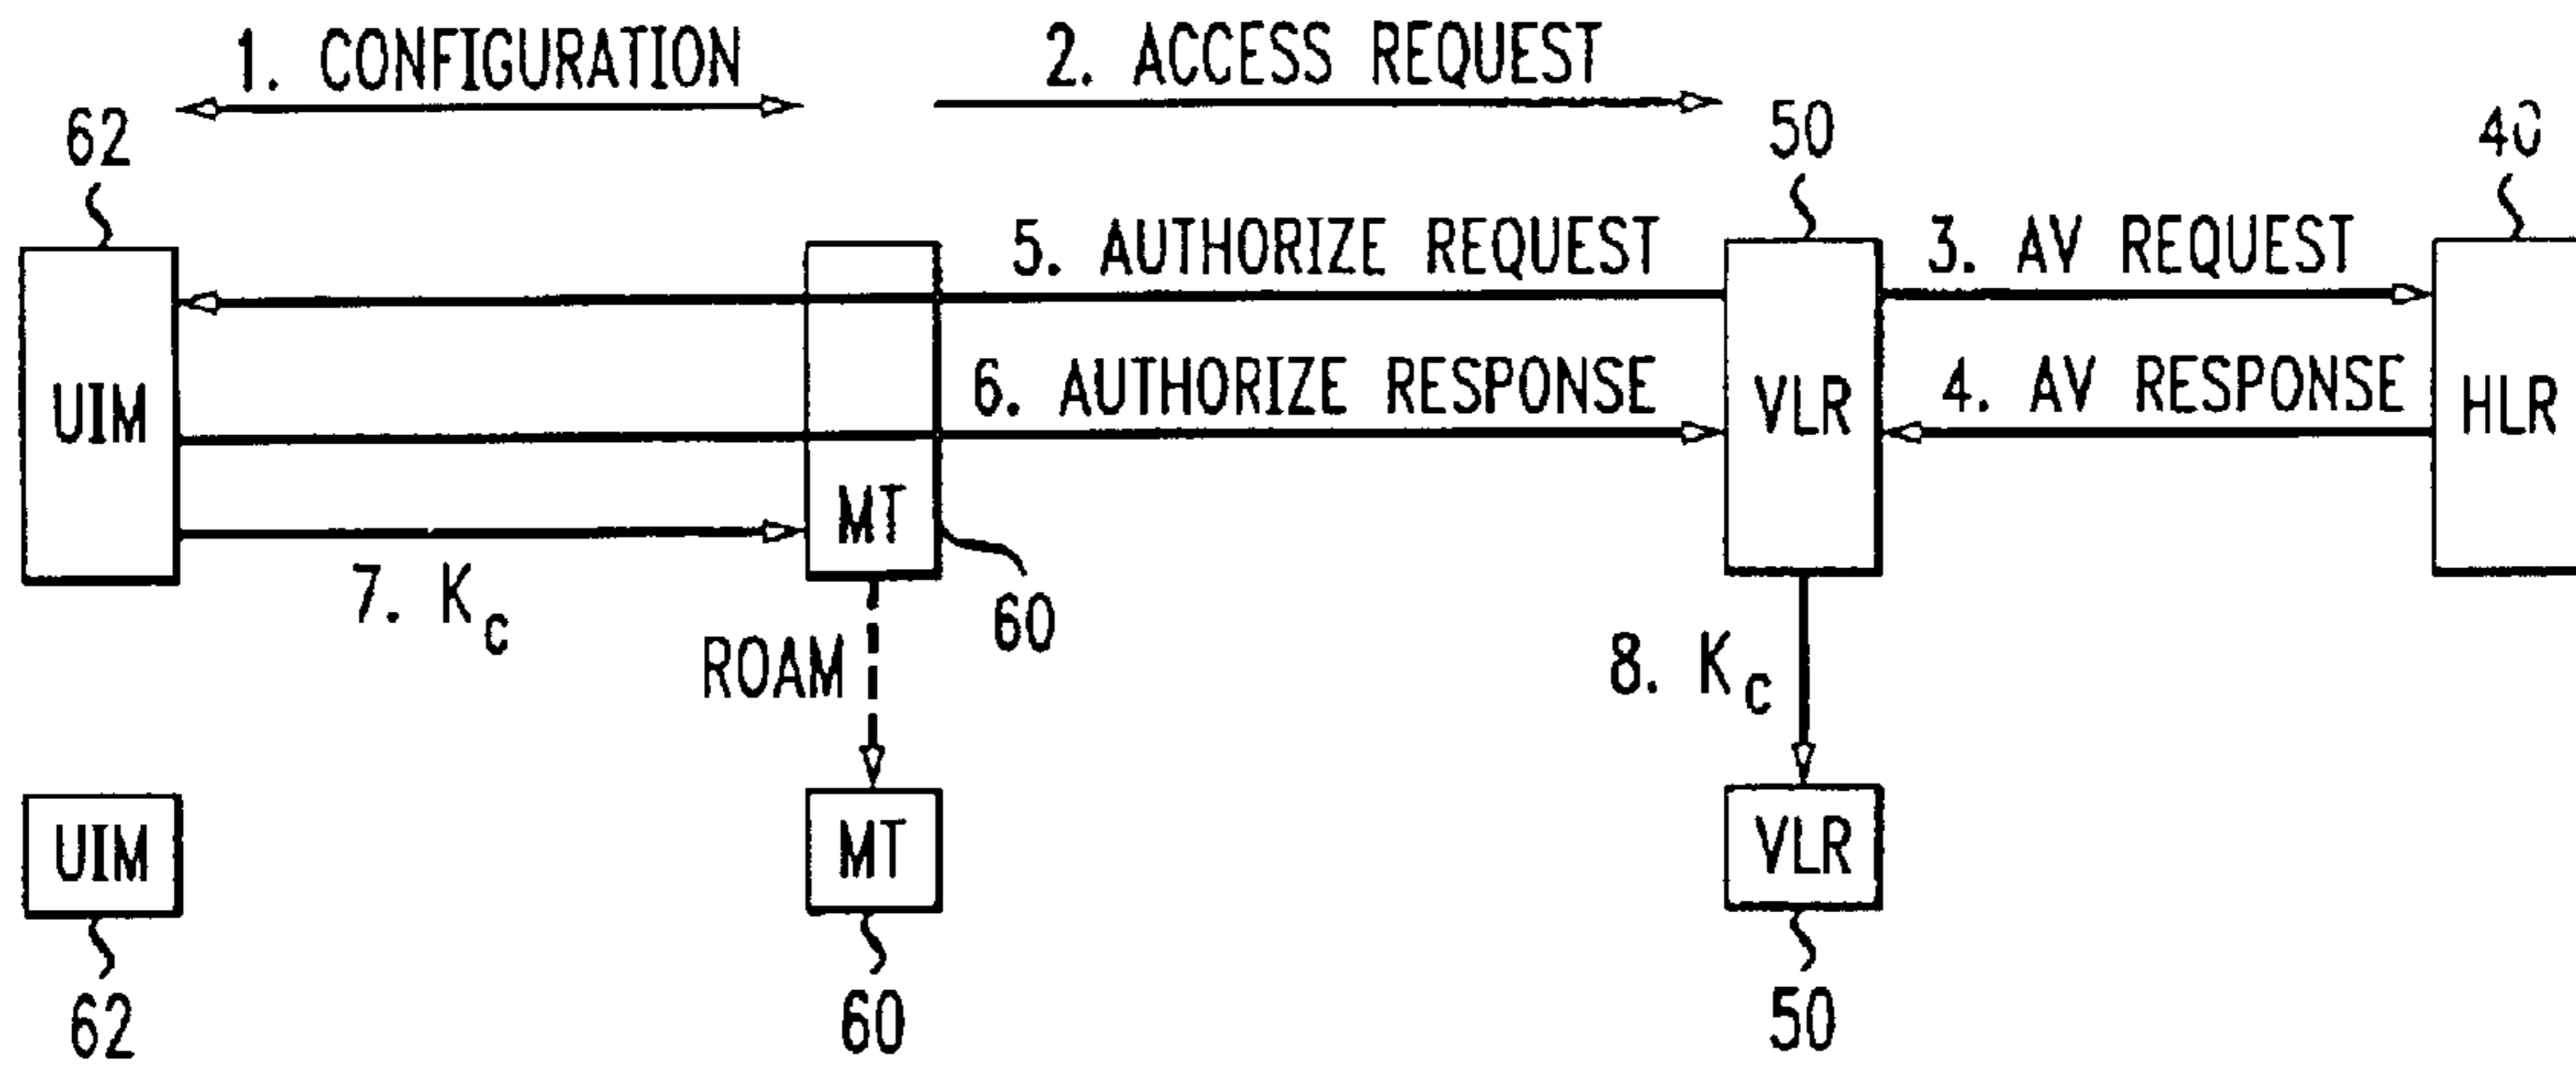 1. CONFIGURATION
2. ACCESS REQUEST
62
50
40
5. AUTHORIZE REQUEST
3. AV REQUEST
UIM
6. AUTHORIZE RESPONSE
VLR
4. AV RESPONSE
HLR
MT
7. Kc
60
ROAM
8. Kc
UIM
MT
VLR
62
60
50